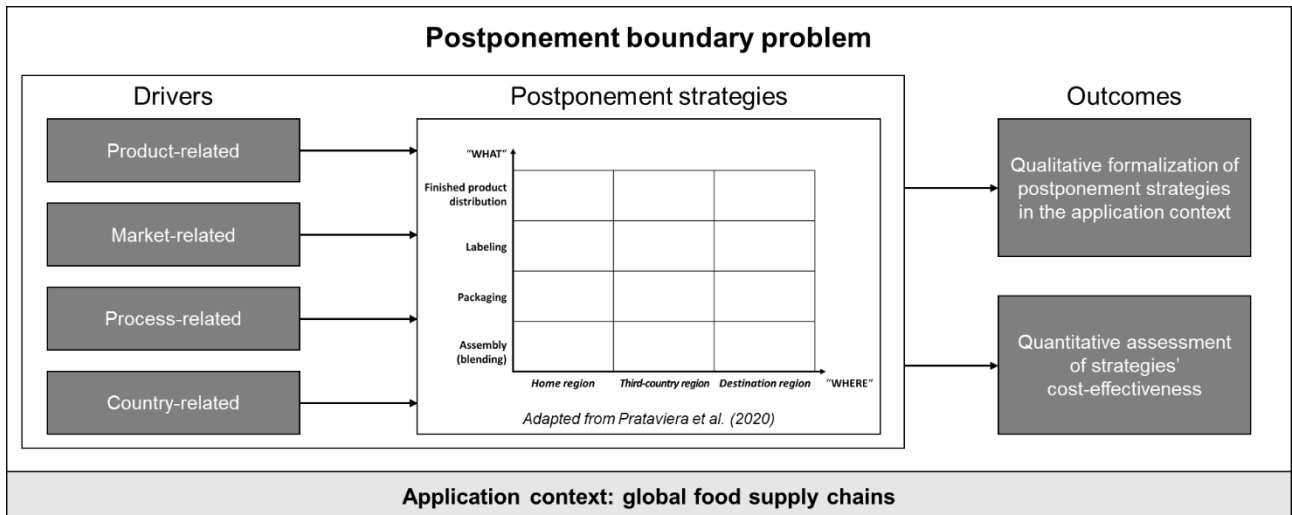 Postponement boundary problem
Drivers
Product-related
Market-related
Process-related
Country-related
Postponement strategies
“WHAT“
Finished product
distribution
Labeling
Packaging
Assembly
(blending)
Home region
Third-country region
Destination region
“WHERE“
Adapted from Prataviera et al. (2020)
Outcomes
Qualitative formalization of
postponement strategies
in the application context
Quantitative assessment
of strategies’
cost-effectiveness
Application context: global food supply chains